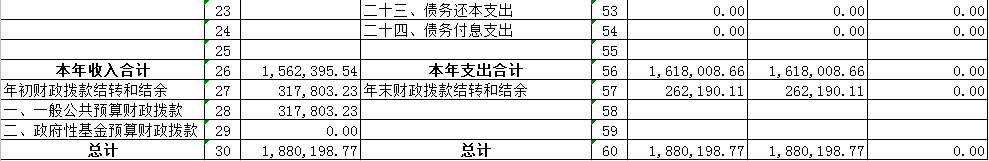 23 二十三、债务还本支出 53 0.00 0.00 0.00
24 二十四、债务付息支出 54 0.00 0.00 0.00
25 55
本年收入合计 26 1,562,395.54 本年支出合计 56 1,618,008.66 1,618,008.66 0.00
年初财政拨款结转和结余 27 317,803.23 年末财政拨款结转和结余 57 262,190.11 262,190.11 0.00
一、一般公共预算财政拨款 28 317,803.23 58
二、政府性基金预算财政拨款 29 0.00 59
总计 30 1,880,198.77 总计 60 1,880,198.77 1,880,198.77 0.00